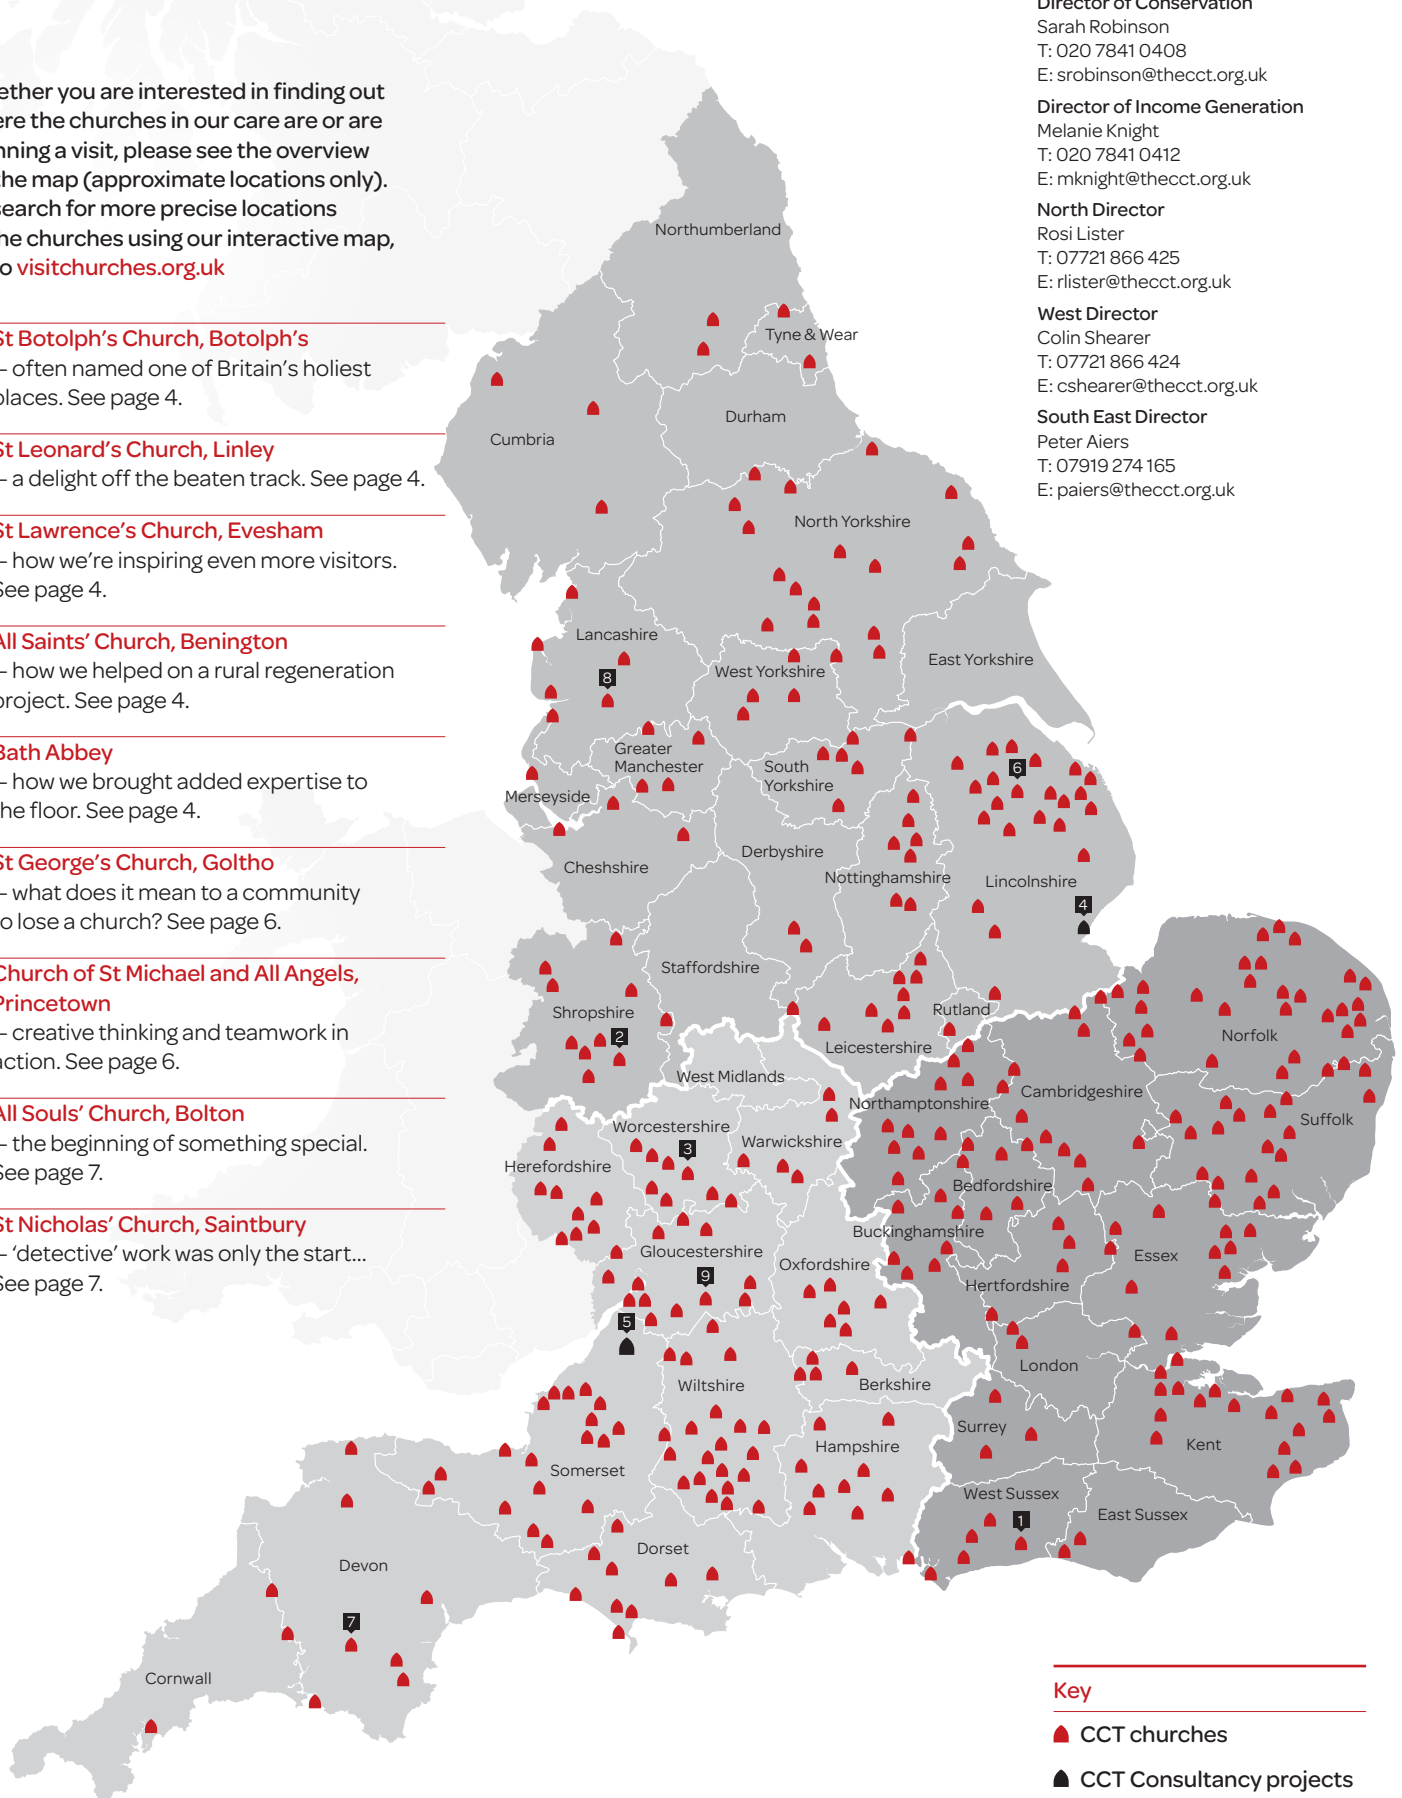 Director of Conservation
Sarah Robinson
T: 020 7841 0408
E: srobinson@thecct.org.uk
Director of Income Generation
Melanie Knight
T: 020 7841 0412
E: mknight@thecct.org.uk
North Director
Rosi Lister
T: 07721 866 425
E: rlister@thecct.org.uk
West Director
Colin Shearer
T: 07721 866 424
E: cshearer@thecct.org.uk
South East Director
Peter Aiers
T: 07919 274 165
E: paiers@thecct.org.uk
ether you are interested in finding out
ere the churches in our care are or are
nning a visit, please see the overview
the map (approximate locations only).
search for more precise locations
he churches using our interactive map,
o visitchurches.org.uk
St Botolph's Church, Botolph's
– often named one of Britain's holiest
places. See page 4.
St Leonard's Church, Linley
– a delight off the beaten track. See page 4.
St Lawrence's Church, Evesham
– how we're inspiring even more visitors.
See page 4.
All Saints' Church, Benington
– how we helped on a rural regeneration
project. See page 4.
Bath Abbey
– how we brought added expertise to
the floor. See page 4.
St George's Church, Goltho
– what does it mean to a community
to lose a church? See page 6.
Church of St Michael and All Angels,
Princetown
– creative thinking and teamwork in
action. See page 6.
All Souls' Church, Bolton
– the beginning of something special.
See page 7.
St Nicholas' Church, Saintbury
– 'detective' work was only the start...
See page 7.
Northumberland
Tyne & Wear
Durham
Cumbria
North Yorkshire
Lancashire
8
West Yorkshire
East Yorkshire
Greater
Manchester
South
Yorkshire
6
Merseyside
Cheshshire
Derbyshire
Nottinghamshire
Lincolnshire
4
Staffordshire
Shropshire
2
Rutland
Leicestershire
Norfolk
West Midlands
Northamptonshire
Cambridgeshire
Suffolk
Worcestershire
3
Warwickshire
Herefordshire
Bedfordshire
Buckinghamshire
Gloucestershire
9
Oxfordshire
Essex
Hertfordshire
5
London
Wiltshire
Berkshire
Surrey
Hampshire
Kent
Somerset
West Sussex
1
East Sussex
Dorset
Devon
7
Cornwall
Key
CCT churches
CCT Consultancy projects